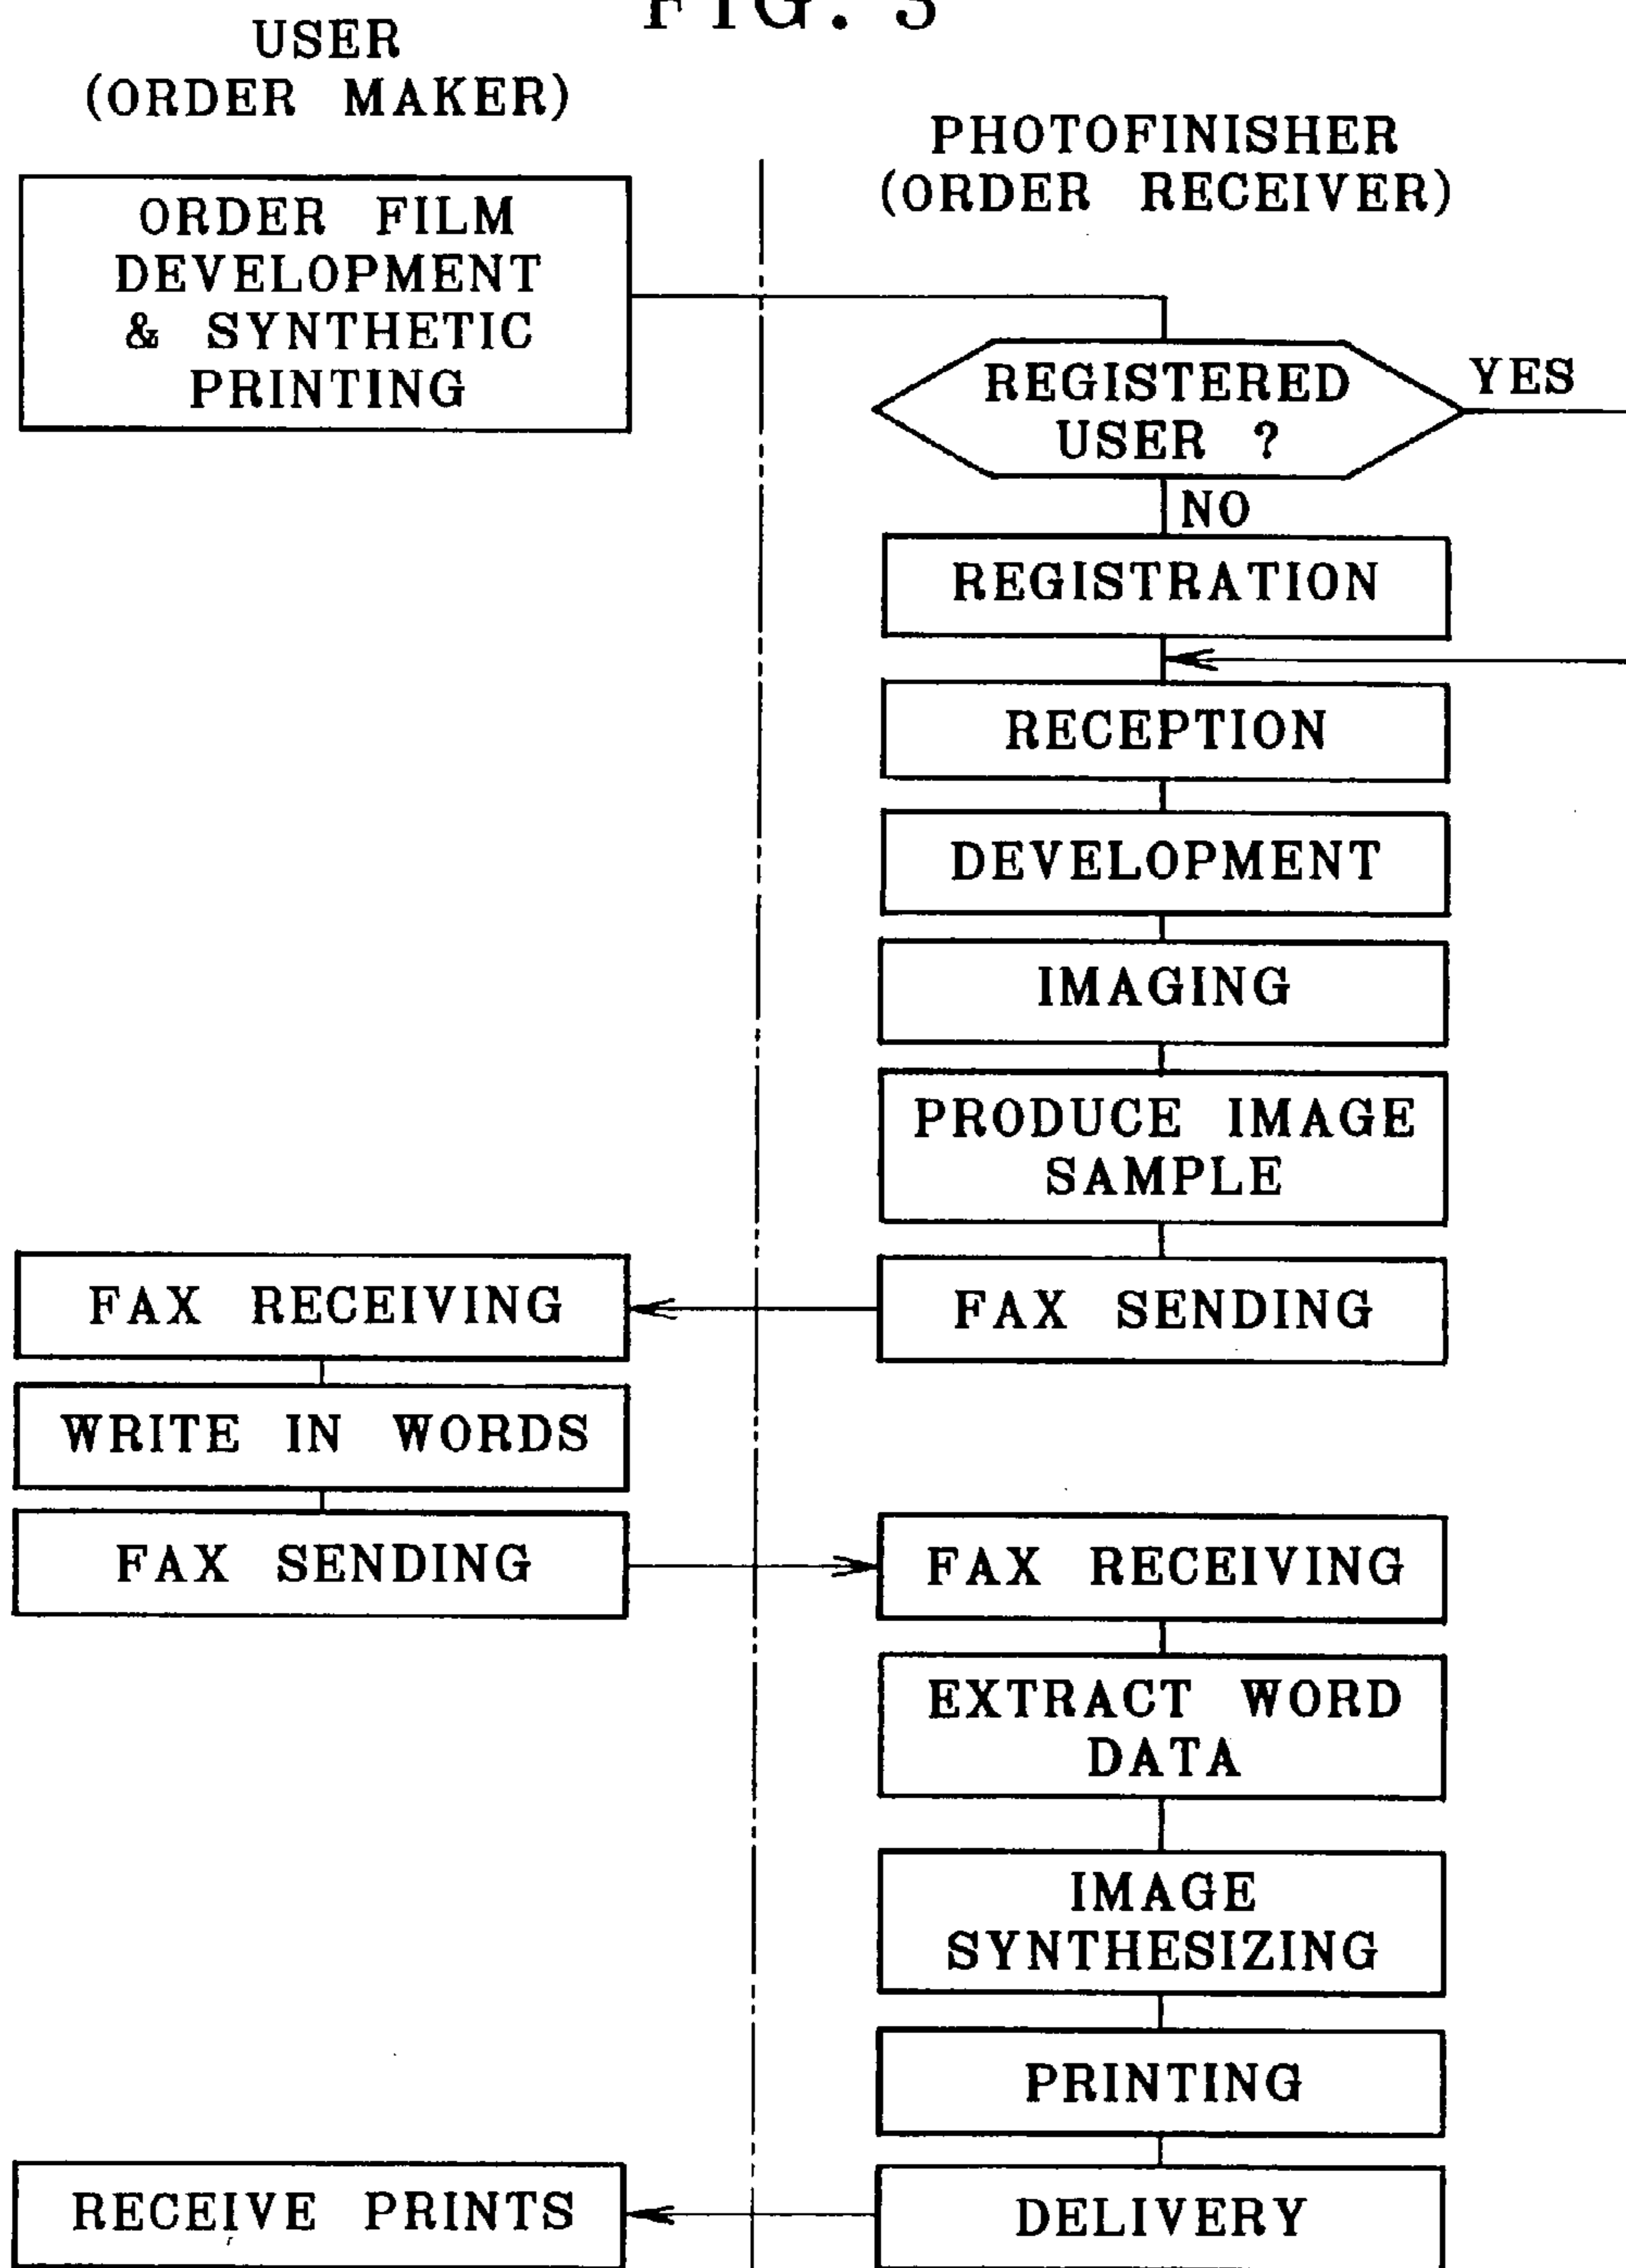 FIG. 3
USER
(ORDER MAKER)
PHOTOFINISHER
(ORDER RECEIVER)
ORDER FILM
DEVELOPMENT
& SYNTHETIC
PRINTING
REGISTERED
USER ?
YES
NO
REGISTRATION
RECEPTION
DEVELOPMENT
IMAGING
PRODUCE IMAGE
SAMPLE
FAX RECEIVING
FAX SENDING
WRITE IN WORDS
FAX SENDING
FAX RECEIVING
EXTRACT WORD
DATA
IMAGE
SYNTHESIZING
PRINTING
RECEIVE PRINTS
DELIVERY